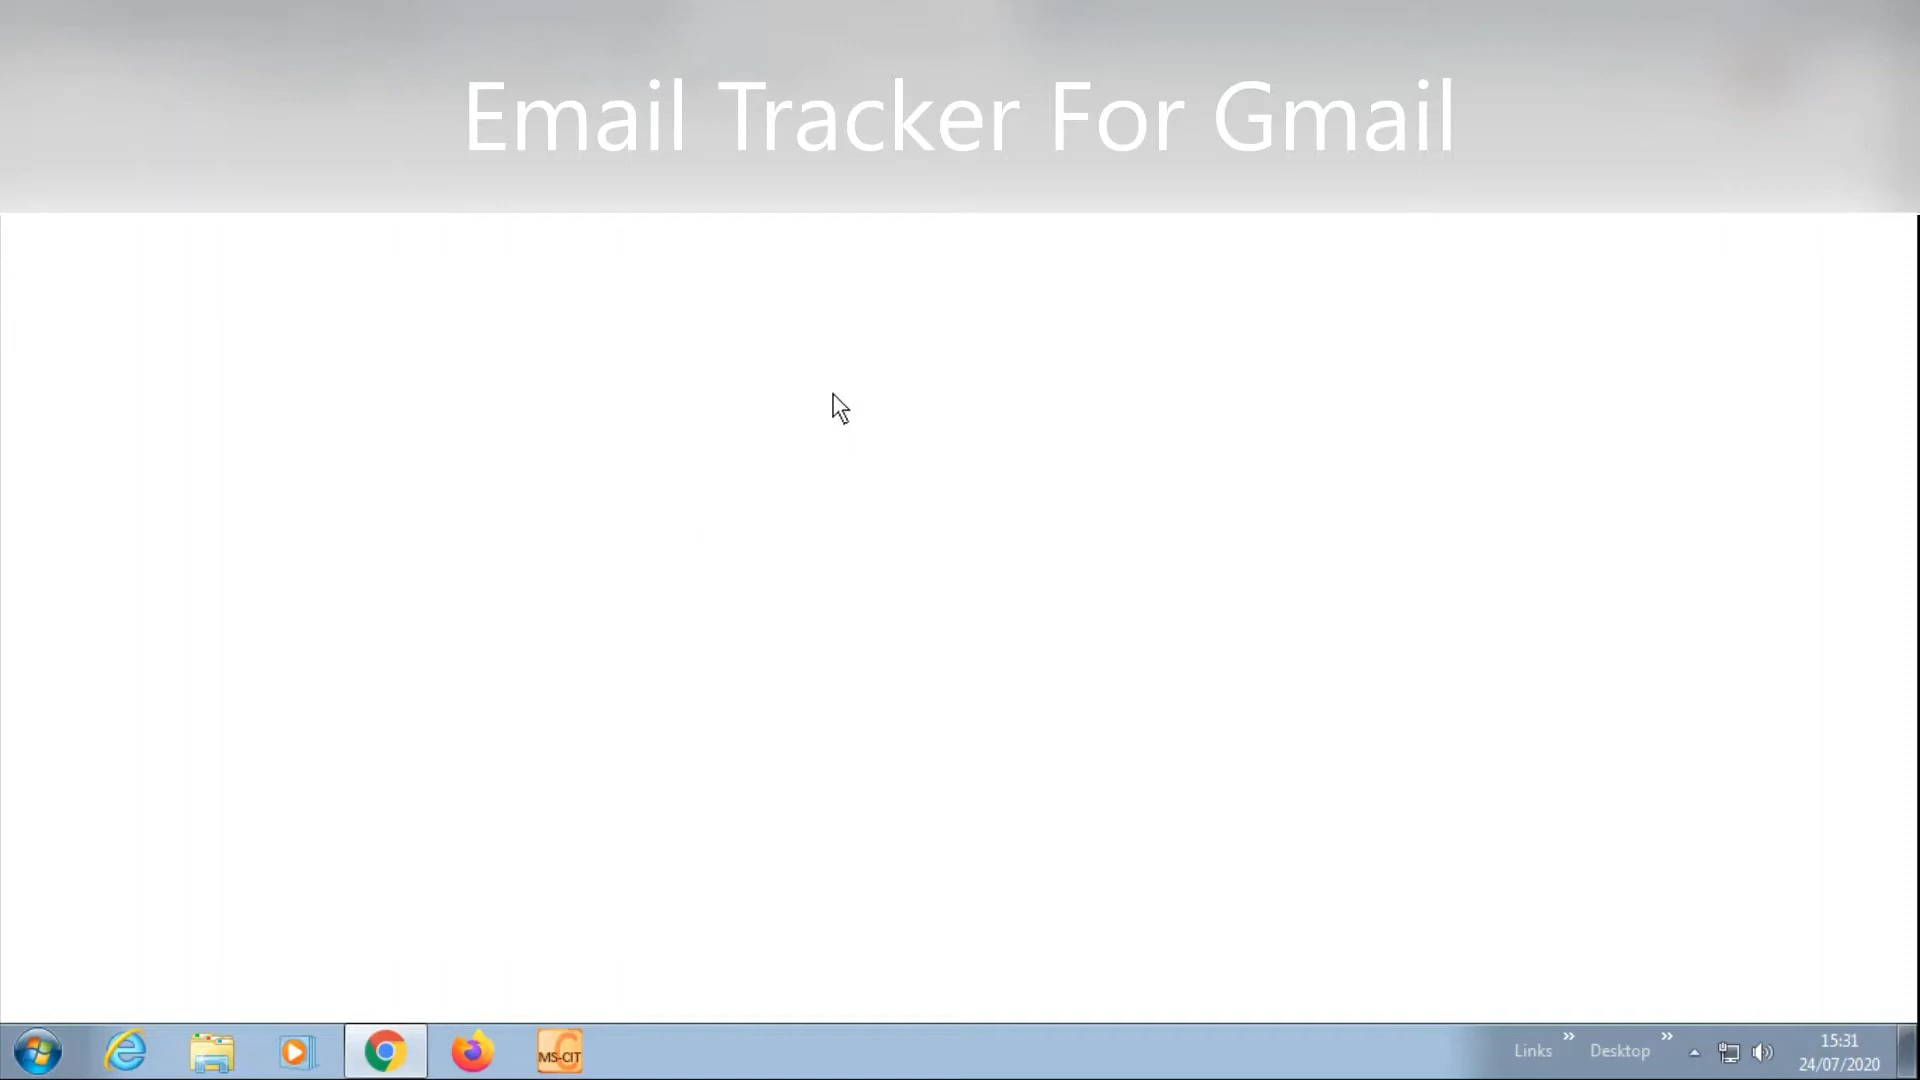 Email Tracker For Gmail
MS-CIT
Links
Desktop
15:31
24/07/2020